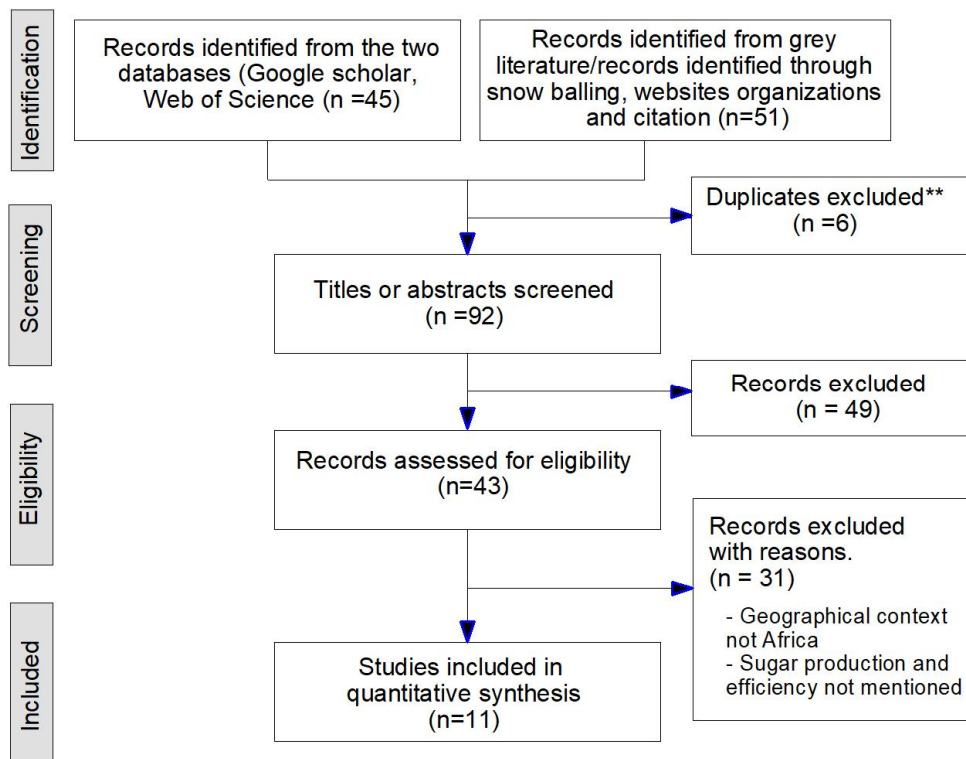 Identification
Records identified from the two
databases (Google scholar,
Web of Science (n =45)
Records identified from grey
literature/records identified through
snow balling, websites organizations
and citation (n=51)
Duplicates excluded**
(n =6)
Screening
Titles or abstracts screened
(n =92)
Records excluded
(n = 49)
Eligibility
Records assessed for eligibility
(n=43)
Records excluded
with reasons.
(n = 31)
- Geographical context
not Africa
- Sugar production and
efficiency not mentioned
Included
Studies included in
quantitative synthesis
(n=11)